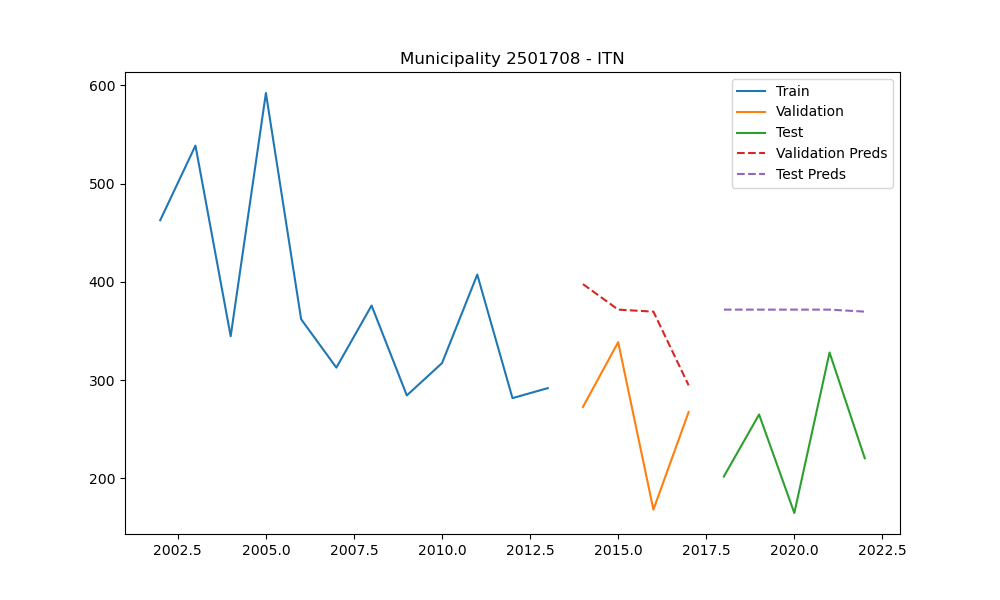 Municipality 2501708 - ITN
600
500
400
300
200
Train
Validation
Test
Validation Preds
Test Preds
2002.5 2005.0 2007.5 2010.0 2012.5 2015.0 2017.5 2020.0 2022.5